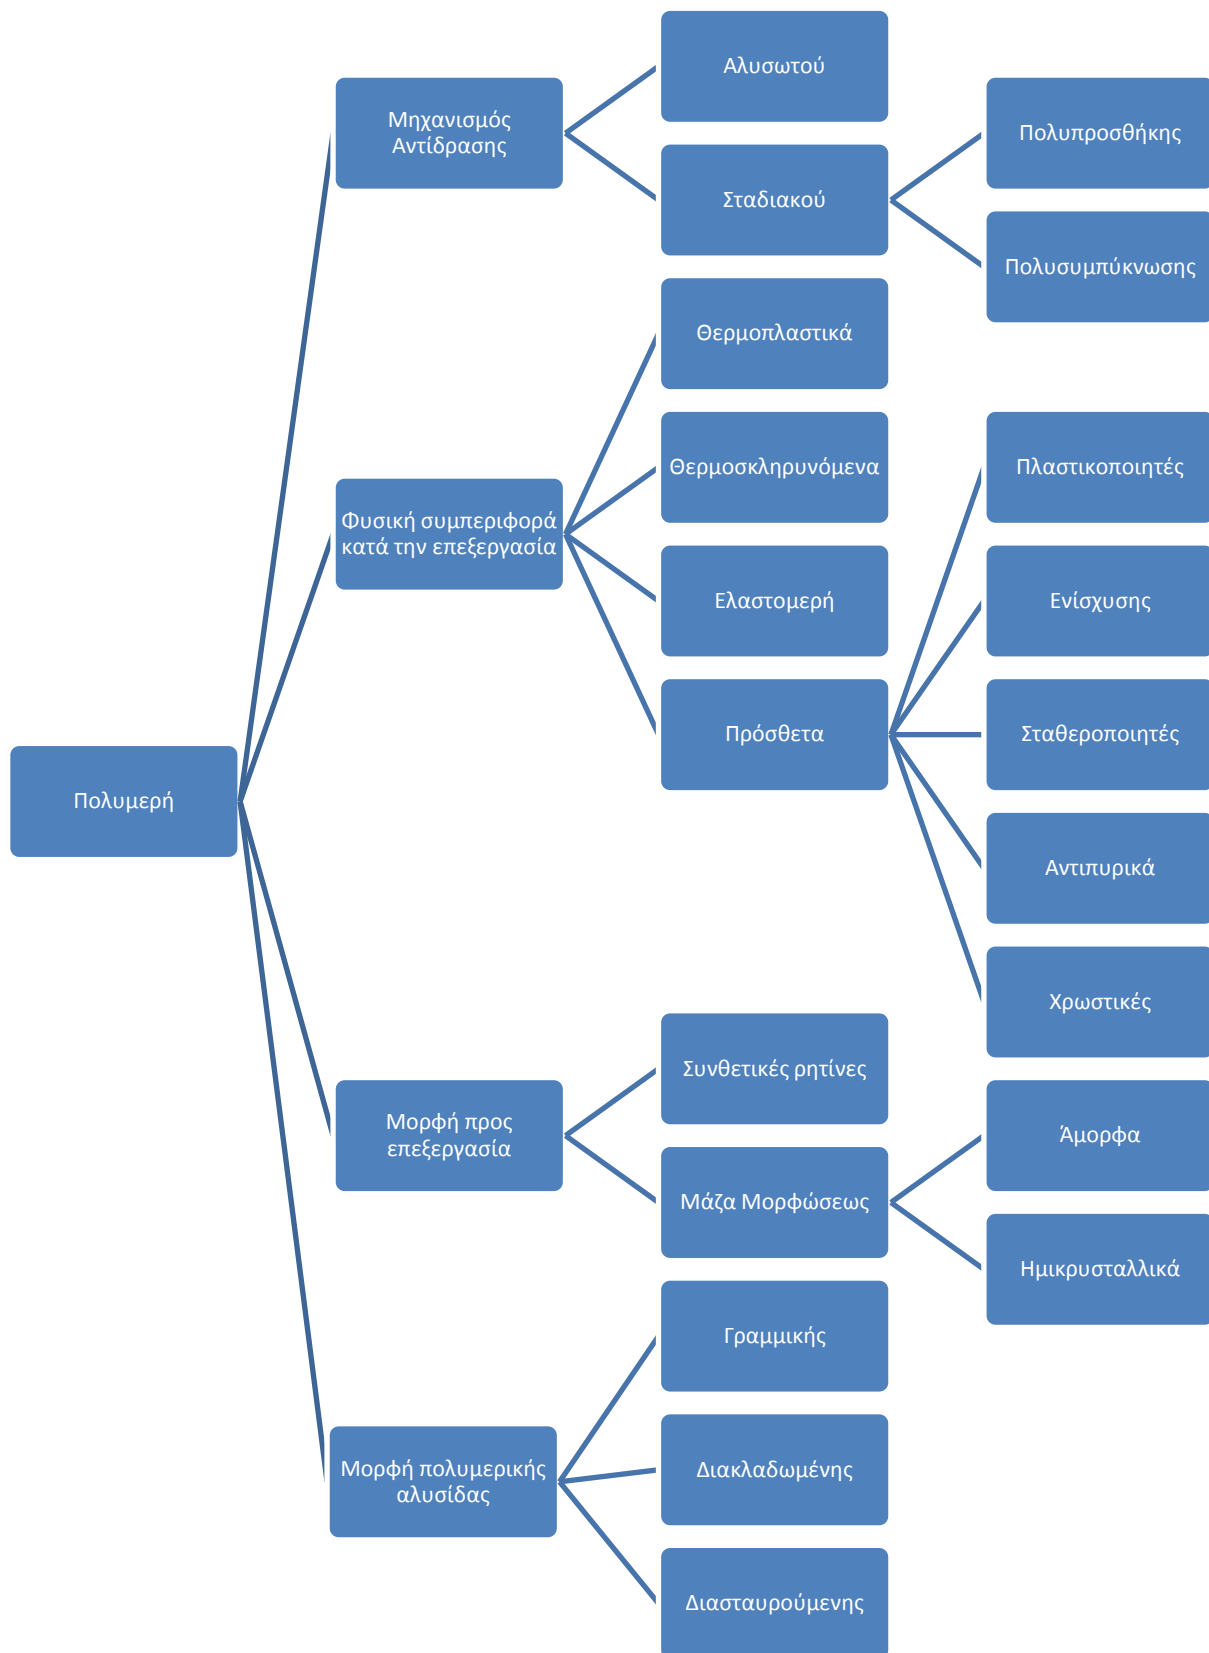 Πολυμερή
Μηχανισμός
Αντίδρασης
Αλυσωτού
Σταδιακού
Πολυπροσθήκης
Πολυσυμπύκνωσης
Φυσική συμπεριφορά
κατά την επεξεργασία
Θερμοπλαστικά
Θερμοσκληρυνόμενα
Ελαστομερή
Πρόσθετα
Πλαστικοποιητές
Ενίσχυσης
Σταθεροποιητές
Αντιπυρικά
Χρωστικές
Μορφή προς
επεξεργασία
Συνθετικές ρητίνες
Μάζα Μορφώσεως
Άμορφα
Ημικρυσταλλικά
Μορφή πολυμερικής
αλυσίδας
Γραμμικής
Διακλαδωμένης
Διασταυρούμενης